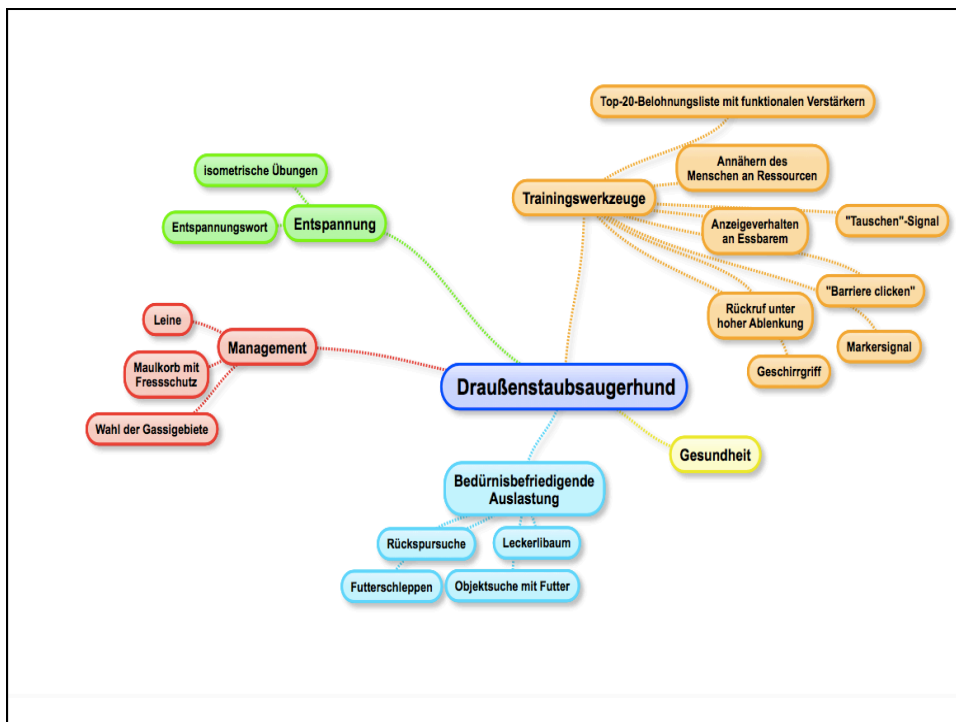 Top-20-Belohnungsliste mit funktionalen Verstärkern
Annähern des
Menschen an Ressourcen
isometrische Übungen
Trainingswerkzeuge
Entspannungswort
Entspannung
Anzeigeverhalten
an Essbarem
"Tauschen"-Signal
"Barriere clicken"
Leine
Rückruf unter
hoher Ablenkung
Management
Markersignal
Maulkorb mit
Fressschutz
Geschirrgriff
Draußenstaubsaugerhund
Wahl der Gassigebiete
Gesundheit
Bedürnisbefriedigende
Auslastung
Rückspursuche
Leckerlibaum
Futterschleppen
Objektsuche mit Futter